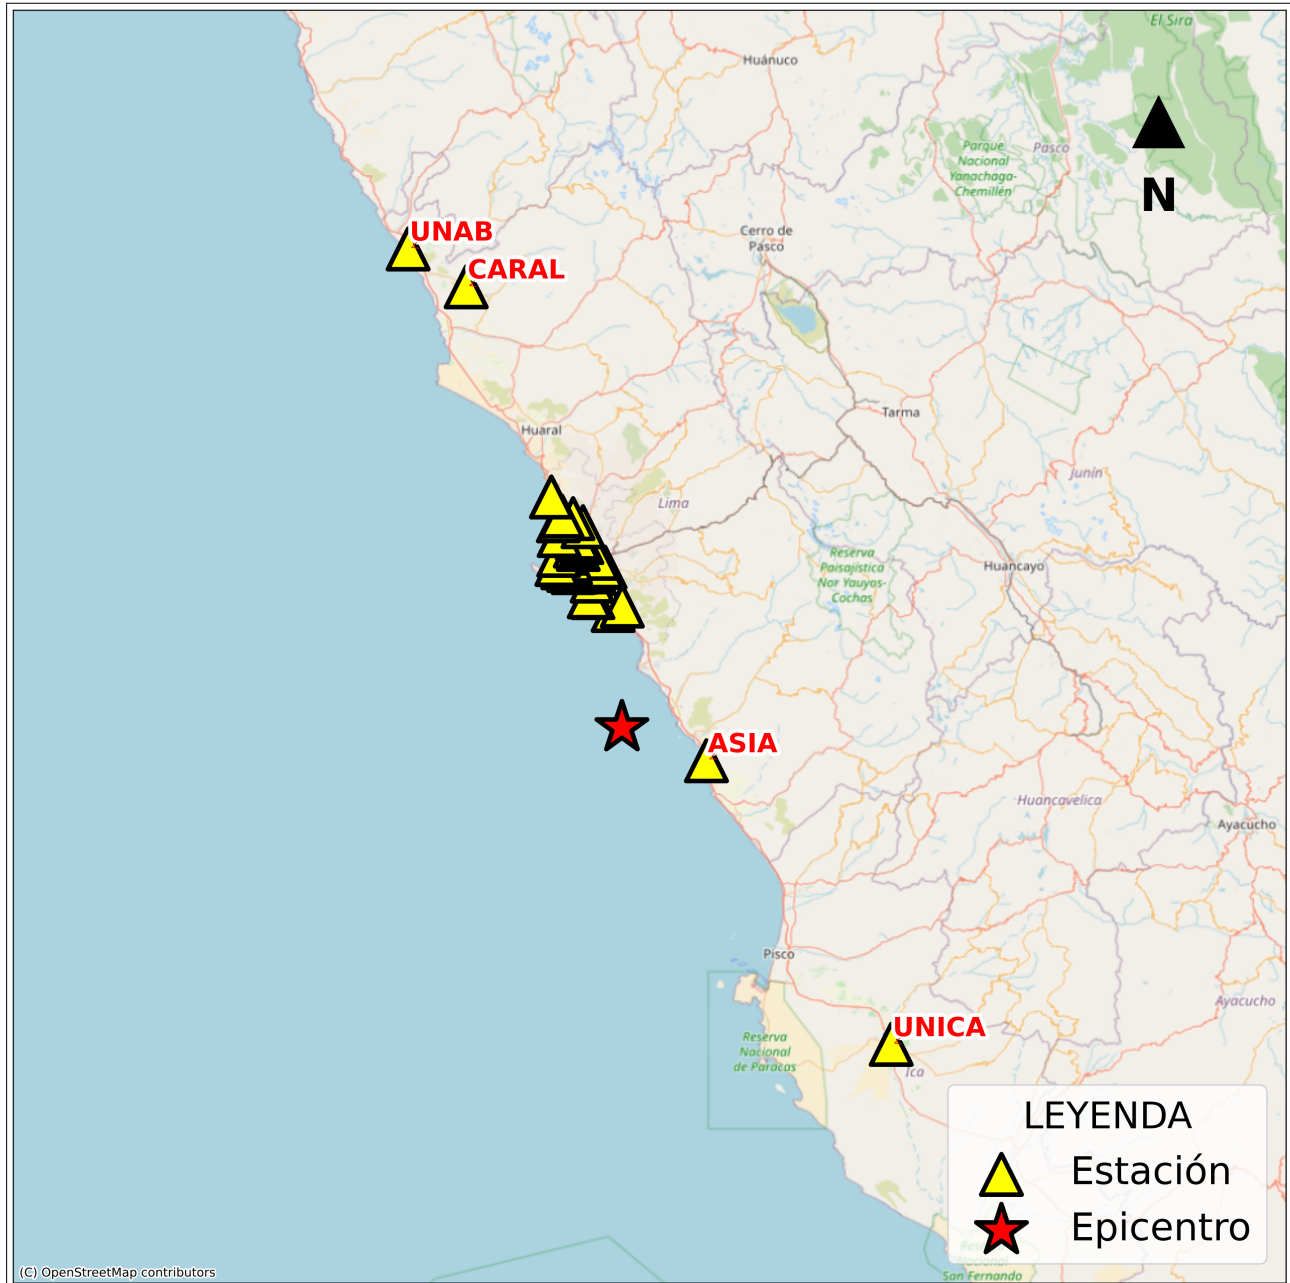 El Sira
Huánuco
Parque
Nacional
Yanachaga-
Chemillén
Pasco
N
UNAB
Cerro de
Pasco
CARAL
Tarma
Huaral
Junín
Lima
Reserva
Paisajística
Nor Yauyos-
Cochas
Huancayo
ASIA
Huancavelica
Ayacucho
Pisco
Ayacucho
UNICA
Reserva
Nacional
de Paracas
Ica
LEYENDA
Estación
Epicentro
Reserva
Nacional
San Fernando
(C) OpenStreetMap contributors